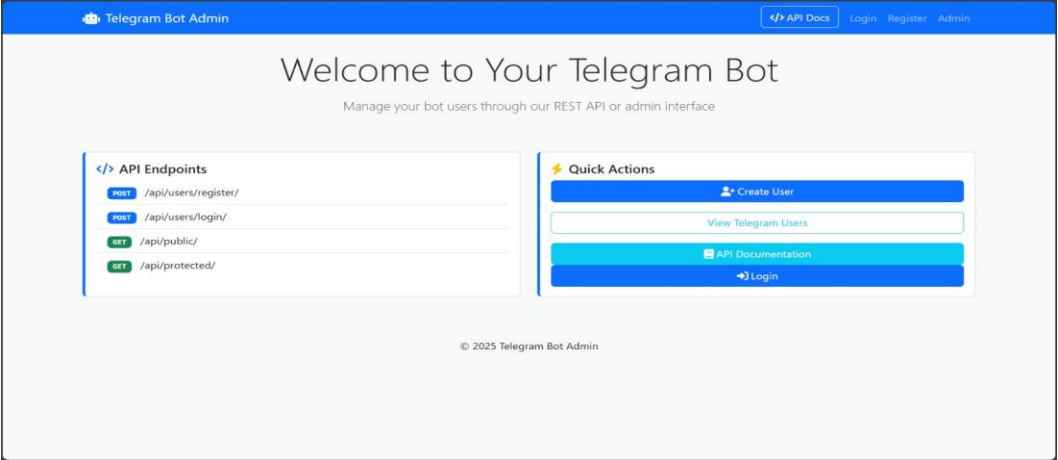 Telegram Bot Admin
</> API Docs Login Register Admin
Welcome to Your Telegram Bot
Manage your bot users through our REST API or admin interface
</> API Endpoints
POST /api/users/register/
POST /api/users/login/
GET /api/public/
GET /api/protected/
Quick Actions
Create User
View Telegram Users
API Documentation
Login
© 2025 Telegram Bot Admin